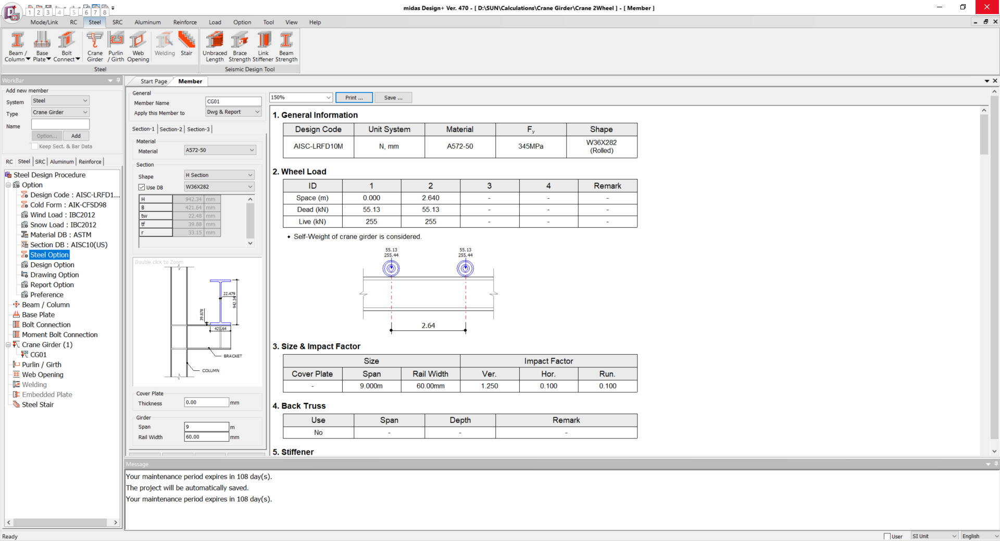 midas Design+ Ver. 470 - [ D:\SUN\Calculations\Crane Girder\Crane 2Wheel ] - [ Member ]
1 2 4 5 6 7 8
Mode/Link RC Steel SRC Aluminum Reinforce Load Option Tool View Help
Beam / Column Base Plate Bolt Connect Crane Girder Purlin / Girth Web Opening Welding Stair Unbraced Length Brace Strength Link Stiffener Beam Strength
Steel Seismic Design Tool
WorkBar
Add new member
System Steel
Type Crane Girder
Name
Option... Add
Keep Sect. & Bar Data
RC Steel SRC Aluminum Reinforce
Steel Design Procedure
Option
Design Code : AISC-LRFD1...
Cold Form : AIK-CFSD98
Wind Load : IBC2012
Snow Load : IBC2012
Material DB : ASTM
Section DB : AISC10(US)
Steel Option
Design Option
Drawing Option
Report Option
Preference
Beam / Column
Base Plate
Bolt Connection
Moment Bolt Connection
Crane Girder (1)
CG01
Purlin / Girth
Web Opening
Welding
Embedded Plate
Steel Stair
Start Page Member
General
Member Name CG01
Apply this Member to Dwg & Report
Section-1 Section-2 Section-3
Material
Material A572-50
Section
Shape H Section
Use DB W36X282
H 942.34 mm
B 421.64 mm
tw 22.48 mm
tf 39.88 mm
r 33.15 mm
Double click to Zoom
22.479
942.34
39.878
421.64
BRACKET
COLUMN
Cover Plate
Thickness 0.00 mm
Girder
Span 9 m
Rail Width 60.00 mm
150% Print ... Save ...
1. General Information
Design Code Unit System Material Fy Shape
AISC-LRFD10M N, mm A572-50 345MPa W36X282 (Rolled)
2. Wheel Load
ID 1 2 3 4 Remark
Space (m) 0.000 2.640 - - -
Dead (kN) 55.13 55.13 - - -
Live (kN) 255 255 - - -
• Self-Weight of crane girder is considered.
55.13 55.13
255.44 255.44
2.64
3. Size & Impact Factor
Size Impact Factor
Cover Plate Span Rail Width Ver. Hor. Run.
- 9.000m 60.00mm 1.250 0.100 0.100
4. Back Truss
Use Span Depth Remark
No - - -
5. Stiffener
Message
Your maintenance period expires in 108 day(s).
The project will be automatically saved.
Your maintenance period expires in 108 day(s).
Ready User SI Unit English